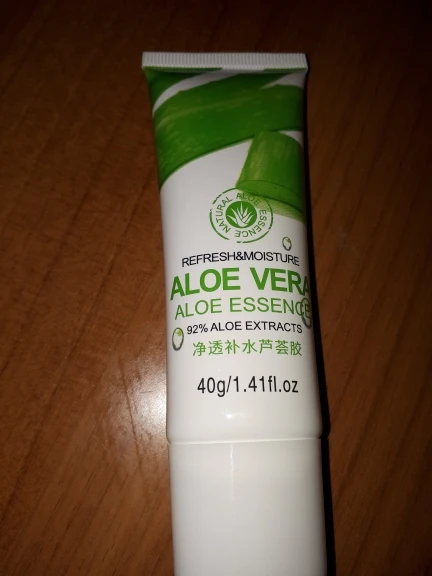 NATURAL ALOE ESSENCE
REFRESH&MOISTURE
ALOE VERA
ALOE ESSENCE
92% ALOE EXTRACTS
净透补水芦荟胶
40g/1.41fl.oz